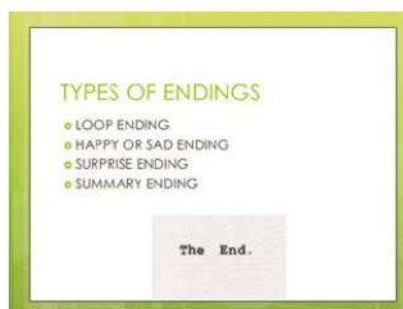 TYPES OF ENDINGS
LOOP ENDING
HAPPY OR SAD ENDING
SURPRISE ENDING
SUMMARY ENDING
The End.